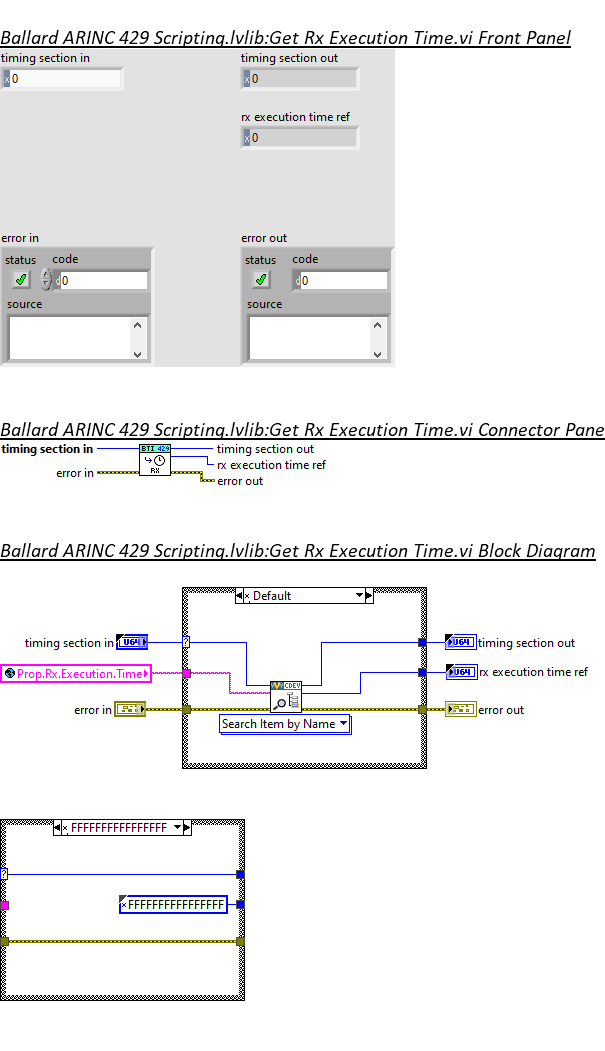 Ballard ARINC 429 Scripting.lvlib:Get Rx Execution Time.vi Front Panel
timing section in
timing section out
x 0
x 0
rx execution time ref
x 0
error in
error out
status code
status code
d 0
d 0
source
source
Ballard ARINC 429 Scripting.lvlib:Get Rx Execution Time.vi Connector Pane
timing section in
BTI 429
timing section out
rx execution time ref
error in
RX
error out
Ballard ARINC 429 Scripting.lvlib:Get Rx Execution Time.vi Block Diagram
x Default
timing section in
U64
?
U64
timing section out
Prop.Rx.Execution.Time
U64
rx execution time ref
V CDEV
error in
error out
Search Item by Name
x FFFFFFFFFFFFFFFF
?
x FFFFFFFFFFFFFFFF